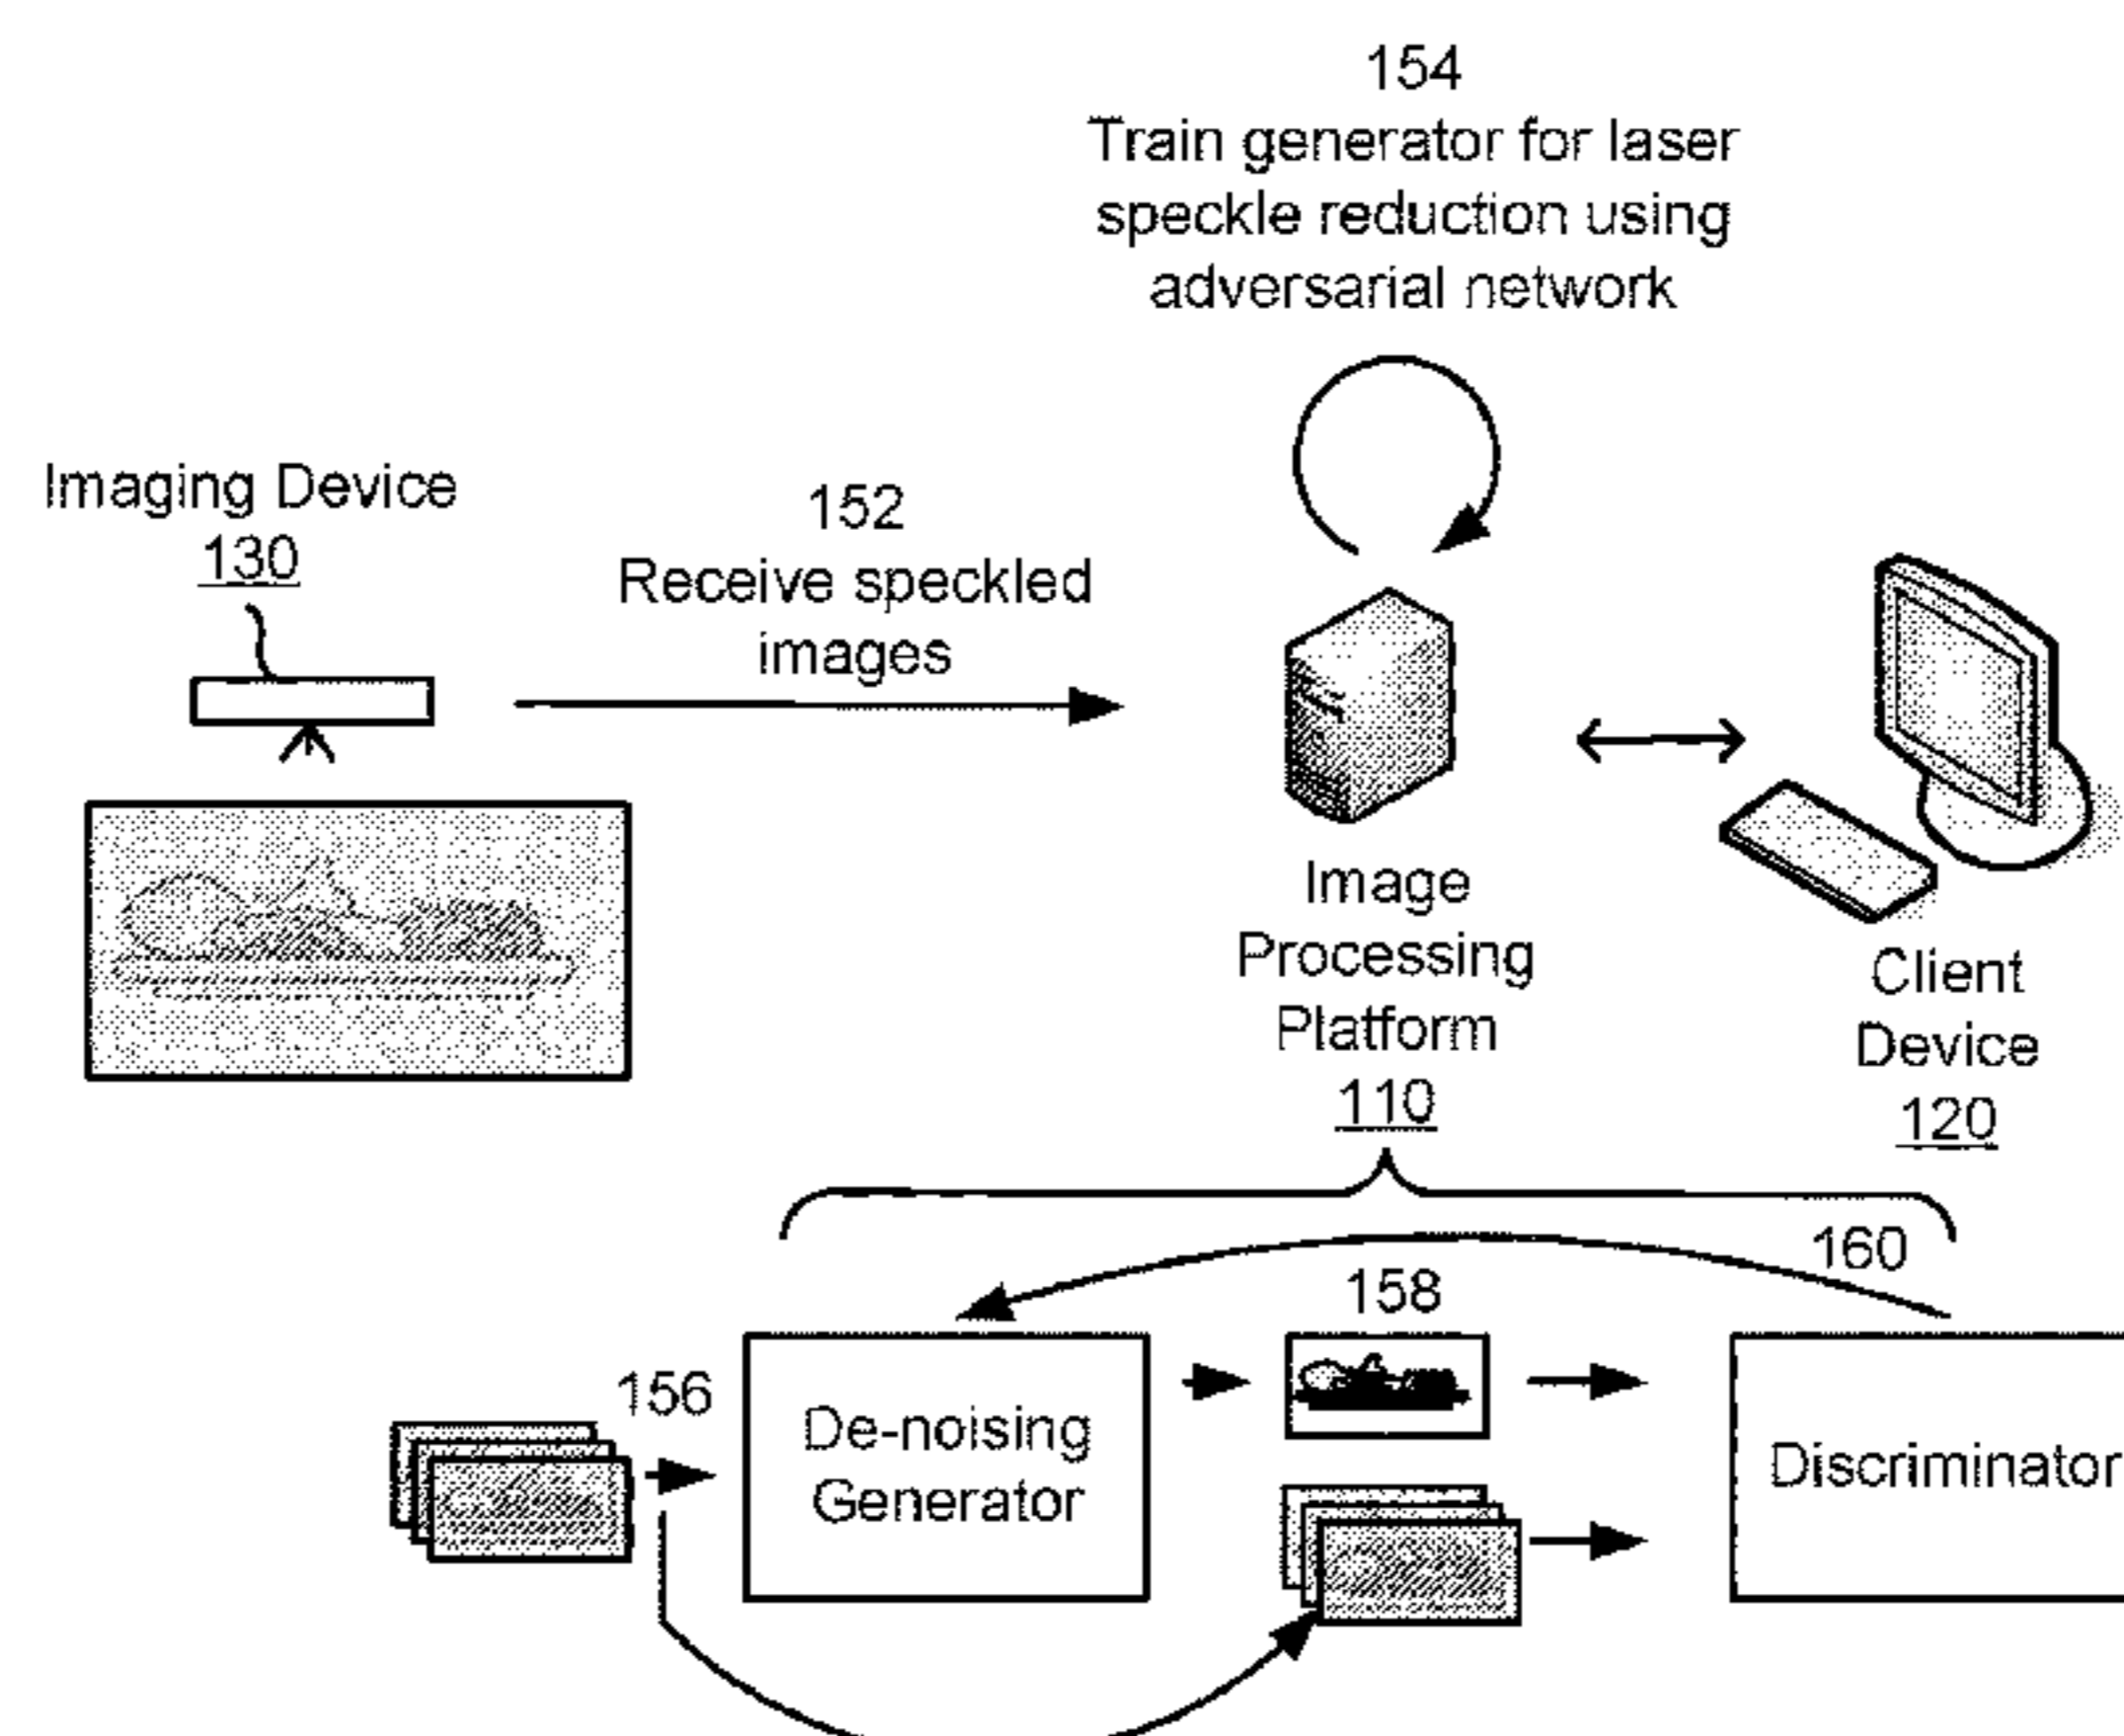 154
Train generator for laser
speckle reduction using
adversarial network
Imaging Device
130
152
Receive speckled
images
Image
Processing
Platform
110
Client
Device
120
160
158
156
De-noising
Generator
Discriminator